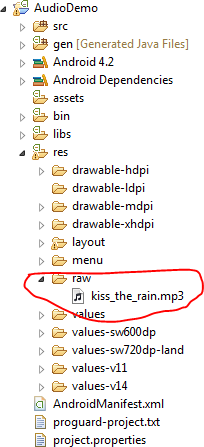 AudioDemo
src
gen [Generated Java Files]
Android 4.2
Android Dependencies
assets
bin
libs
res
drawable-hdpi
drawable-ldpi
drawable-mdpi
drawable-xhdpi
layout
menu
raw
kiss_the_rain.mp3
values
values-sw600dp
values-sw720dp-land
values-v11
values-v14
AndroidManifest.xml
proguard-project.txt
project.properties